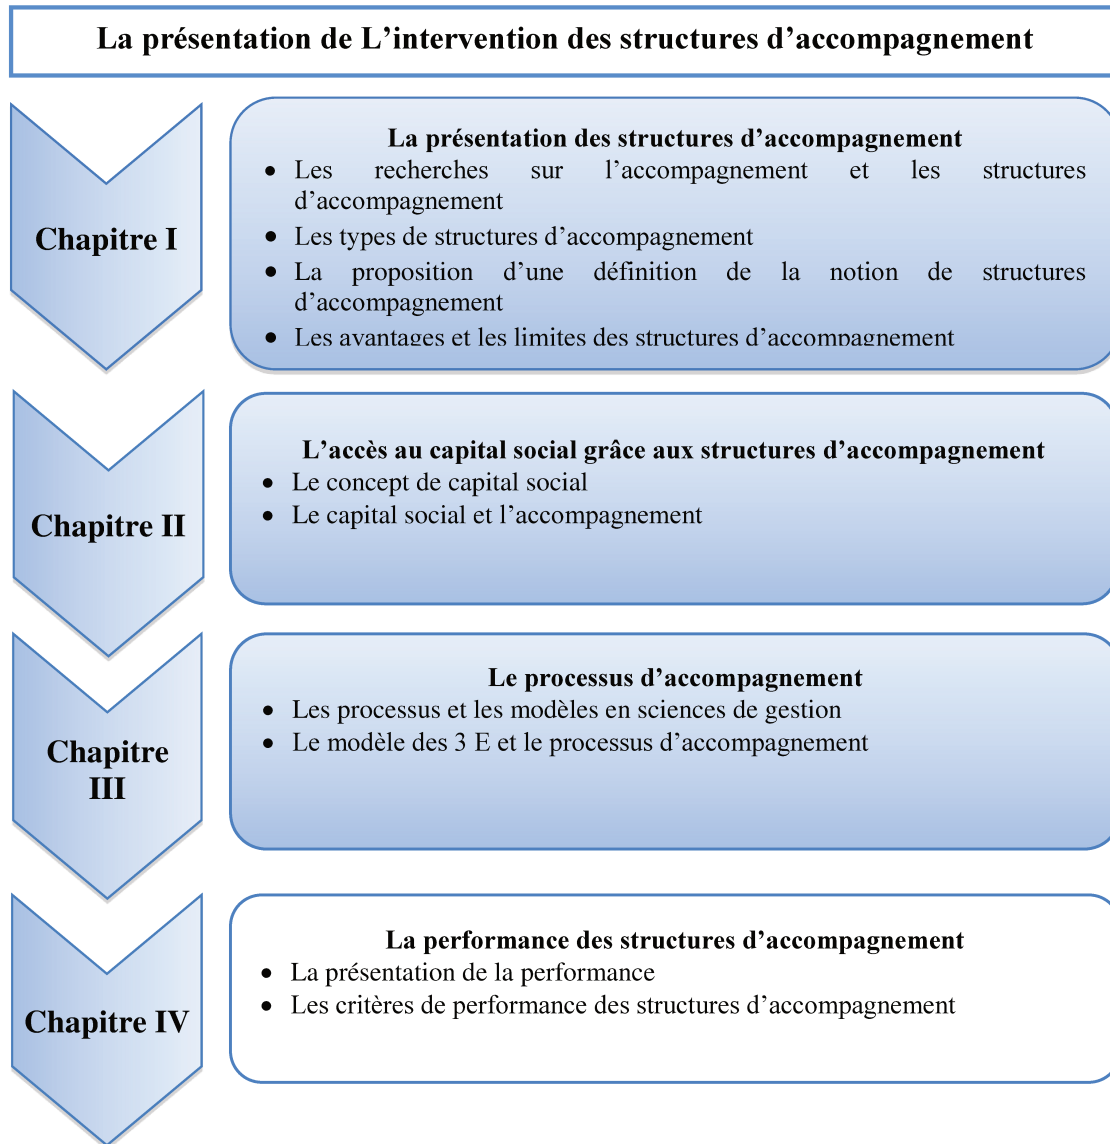 La présentation de L’intervention des structures d’accompagnement
Chapitre I
La présentation des structures d’accompagnement
• Les recherches sur l’accompagnement et les structures
d’accompagnement
• Les types de structures d’accompagnement
• La proposition d’une définition de la notion de structures
d’accompagnement
• Les avantages et les limites des structures d’accompagnement
Chapitre II
L’accès au capital social grâce aux structures d’accompagnement
• Le concept de capital social
• Le capital social et l’accompagnement
Chapitre
III
Le processus d’accompagnement
• Les processus et les modèles en sciences de gestion
• Le modèle des 3 E et le processus d’accompagnement
Chapitre IV
La performance des structures d’accompagnement
• La présentation de la performance
• Les critères de performance des structures d’accompagnement